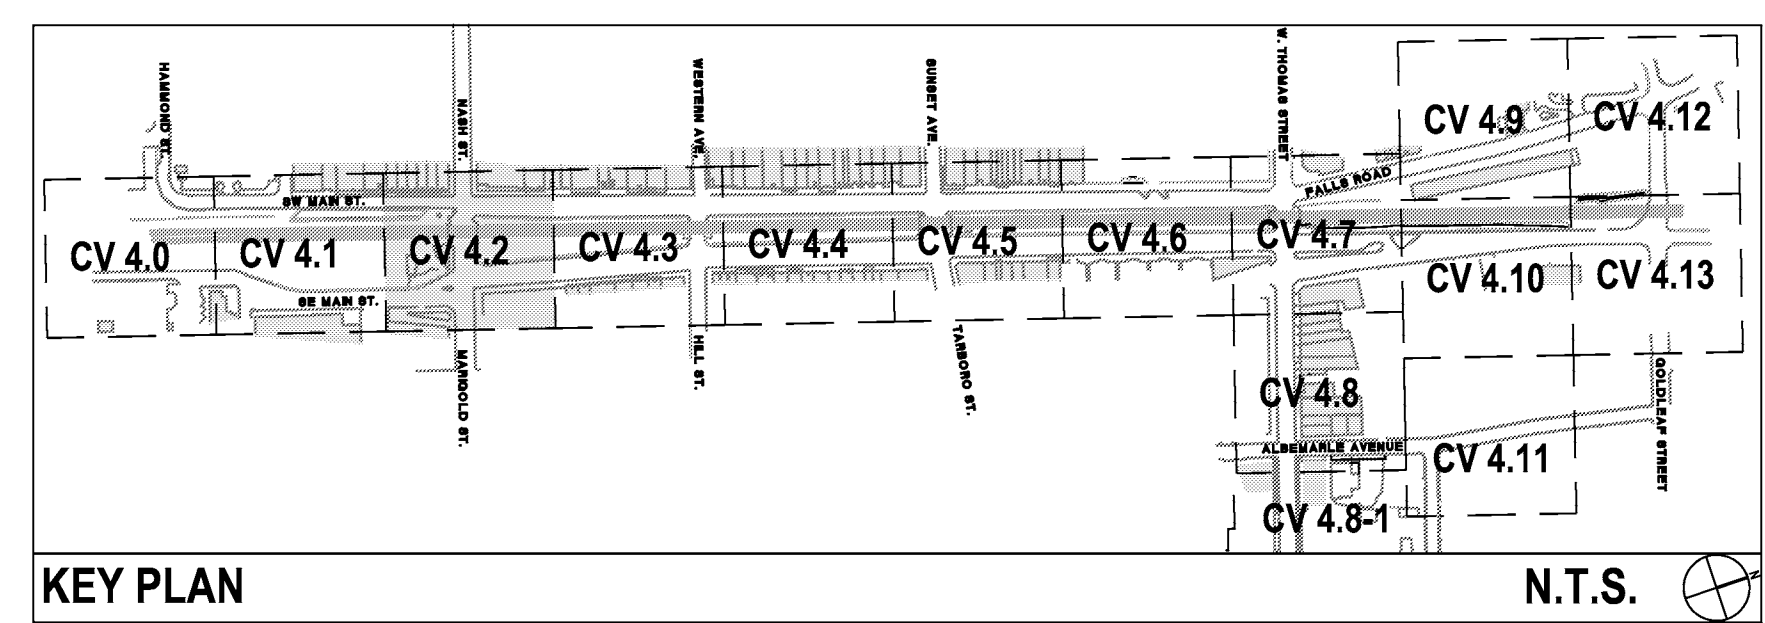 HAMMOND ST.
NASH ST.
WESTERN AVE.
SUNSET AVE.
W. THOMAS STREET
CV 4.9
CV 4.12
FALLS ROAD
SW MAIN ST.
CV 4.0
CV 4.1
CV 4.2
CV 4.3
CV 4.4
CV 4.5
CV 4.6
CV 4.7
CV 4.10
CV 4.13
SE MAIN ST.
MARIGOLD ST.
HILL ST.
TARBORO ST.
GOLDLEAF STREET
CV 4.8
ALBEMARLE AVENUE
CV 4.11
CV 4.8-1
KEY PLAN
N.T.S.
N